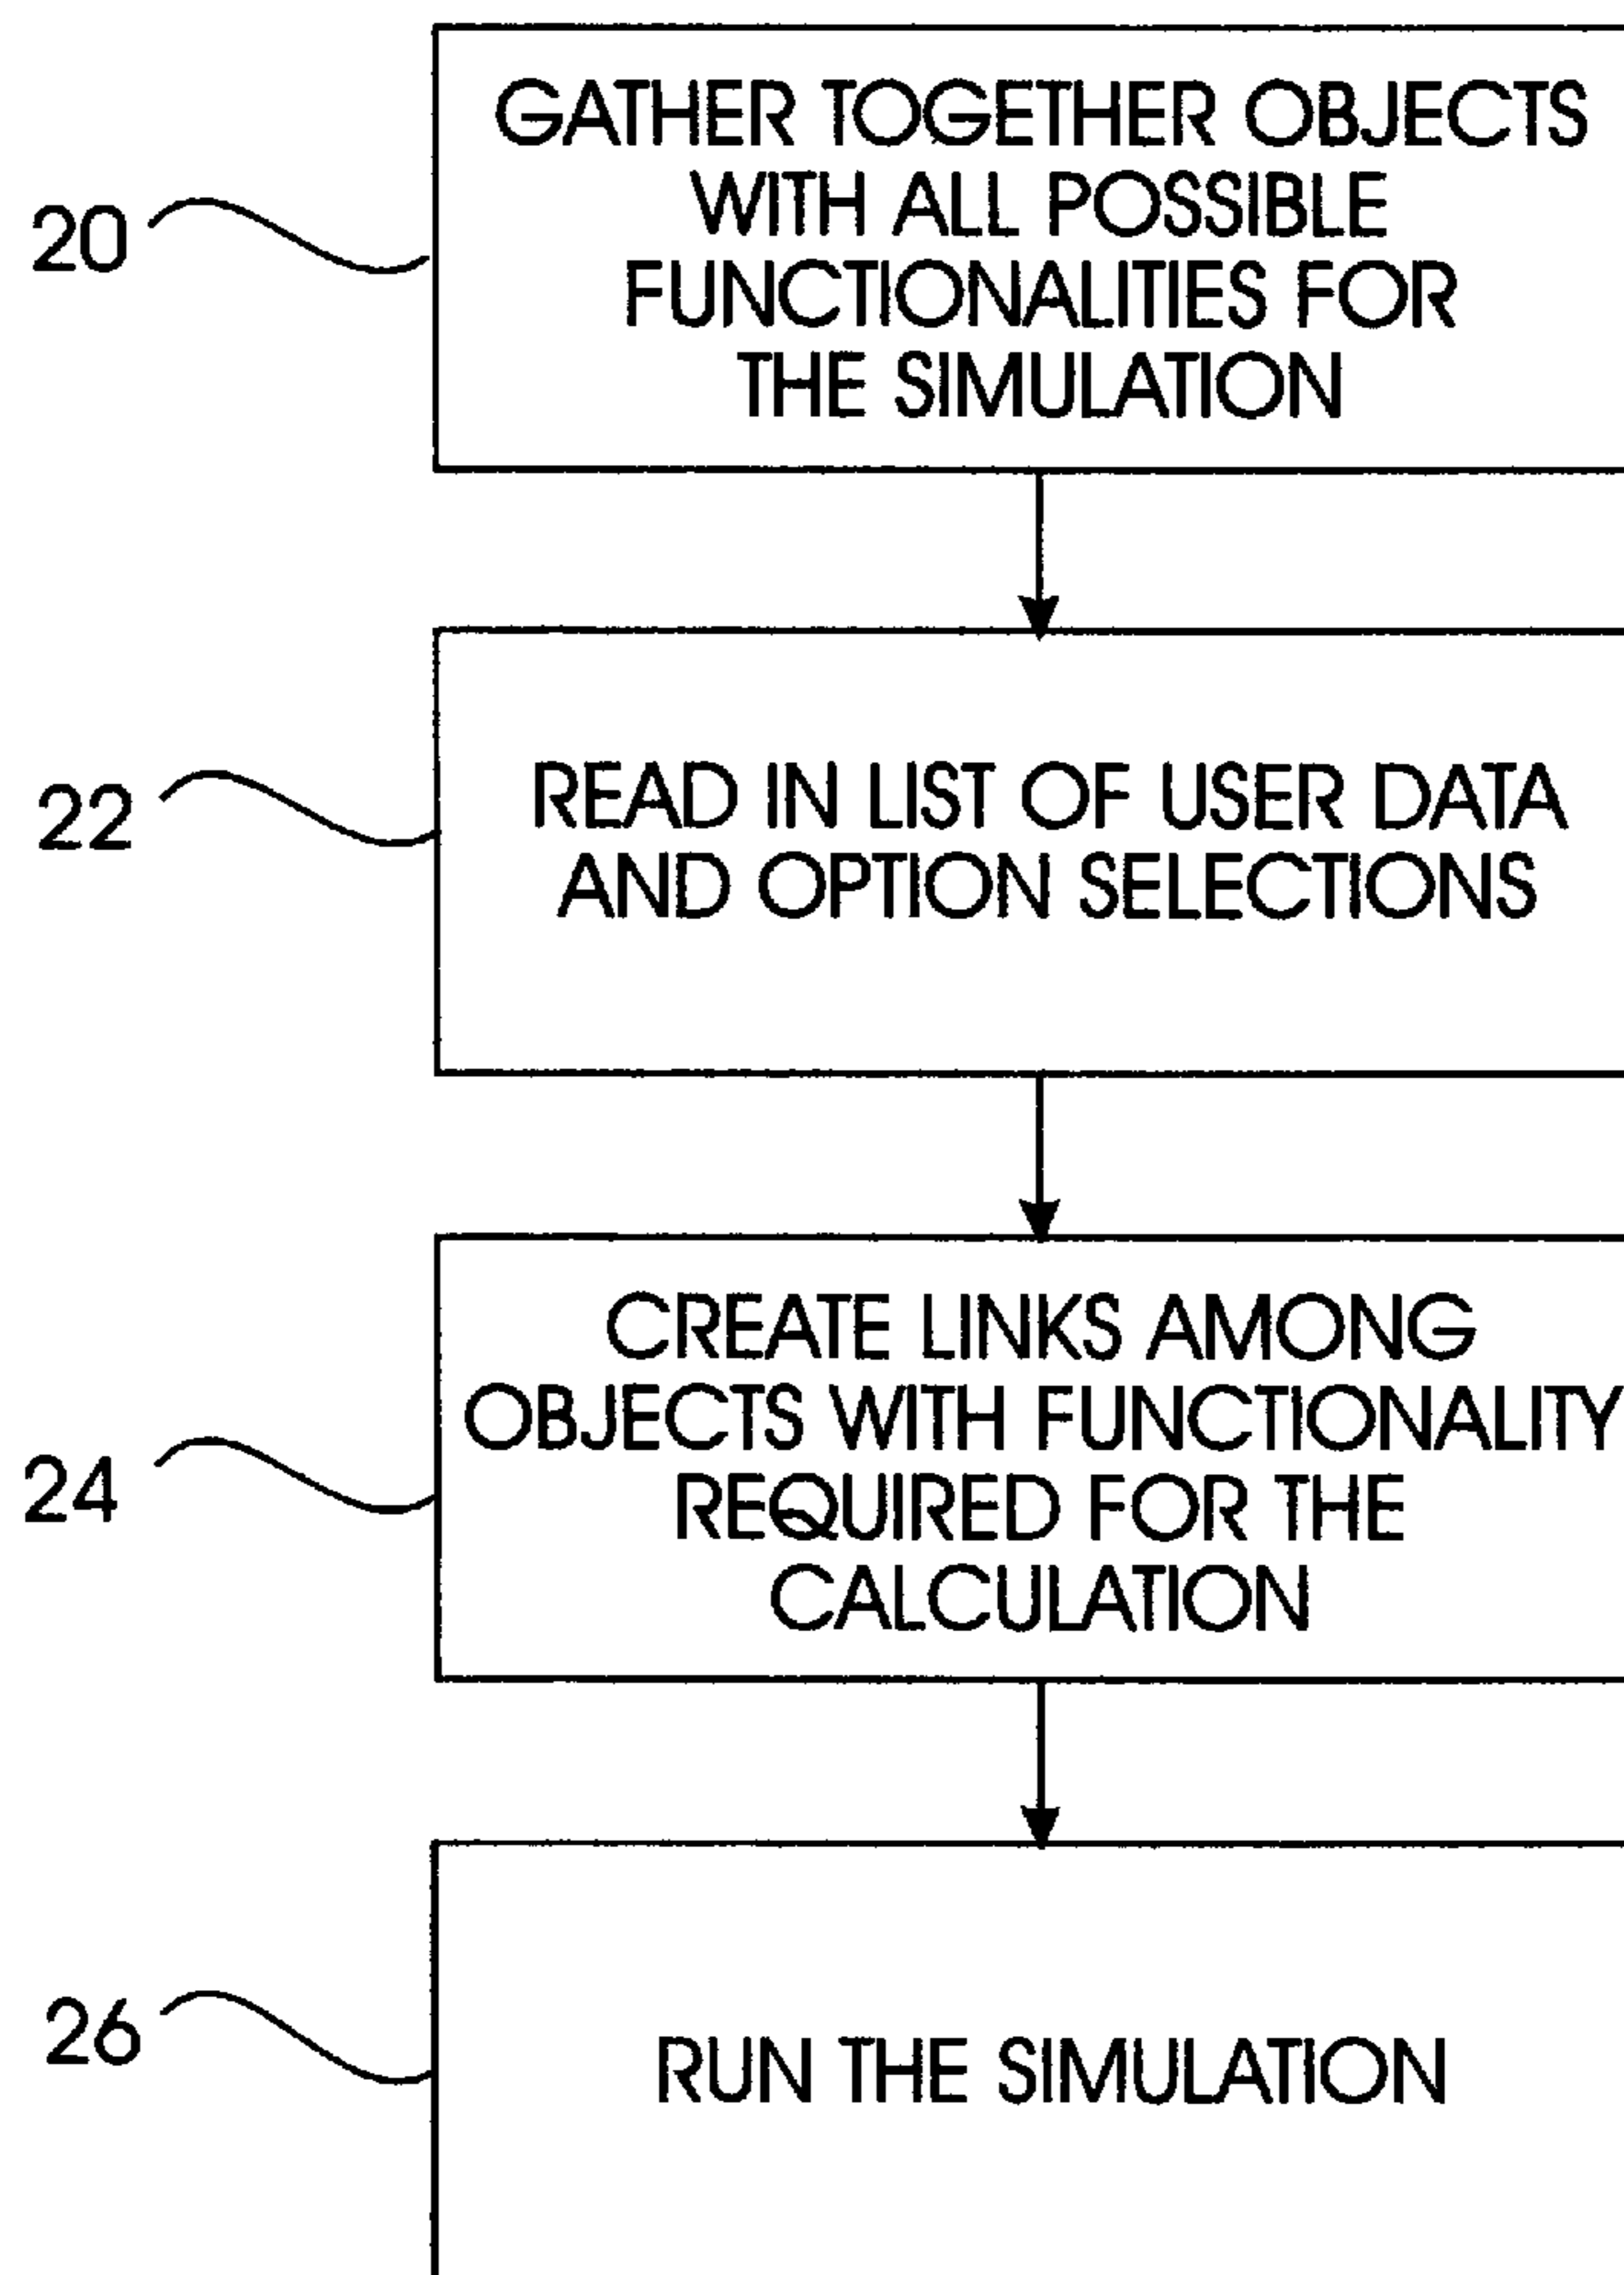 GATHER TOGETHER OBJECTS
WITH ALL POSSIBLE
FUNCTIONALITIES FOR
THE SIMULATION
20
READ IN LIST OF USER DATA
AND OPTION SELECTIONS
22
CREATE LINKS AMONG
OBJECTS WITH FUNCTIONALITY
REQUIRED FOR THE
CALCULATION
24
RUN THE SIMULATION
26